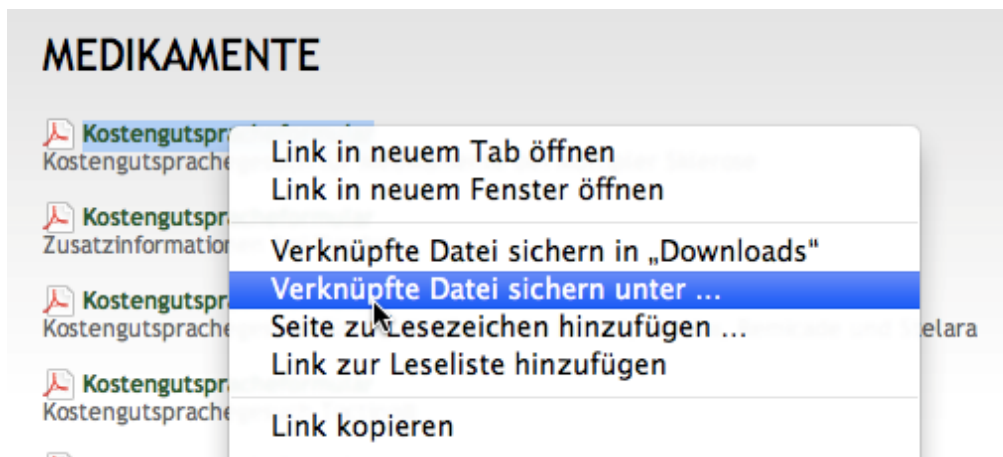 MEDIKAMENTE
Kostengutspr
Kostengutsprache
Kostengutspr
Zusatzinformation
Kostengutspr
Kostengutsprache
elara
Kostengutspr
Kostengutsprache
Link in neuem Tab öffnen
Link in neuem Fenster öffnen
Verknüpfte Datei sichern in „Downloads“
Verknüpfte Datei sichern unter ...
Seite zu Lesezeichen hinzufügen ...
Link zur Leseliste hinzufügen
Link kopieren